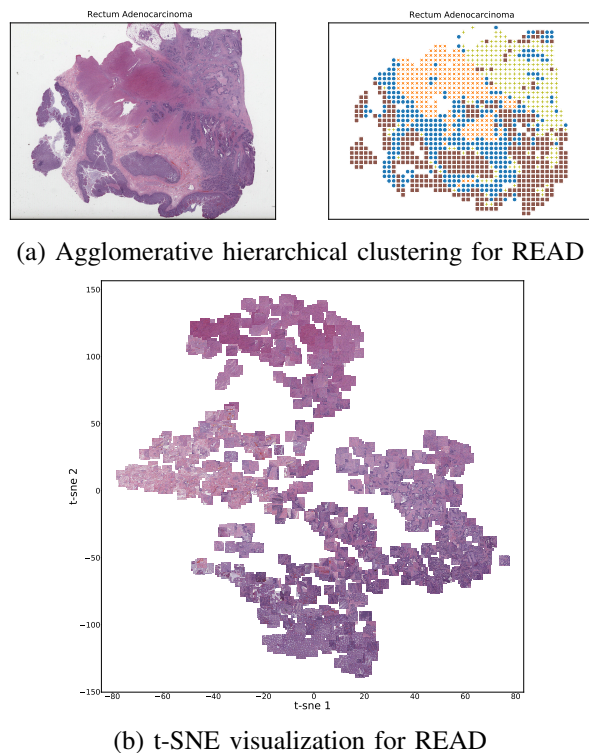 Rectum Adenocarcinoma
Rectum Adenocarcinoma
(a) Agglomerative hierarchical clustering for READ
150
100
50
0
−50
−100
−150
t-sne 2
−80
−60
−40
−20
0
20
40
60
80
t-sne 1
(b) t-SNE visualization for READ